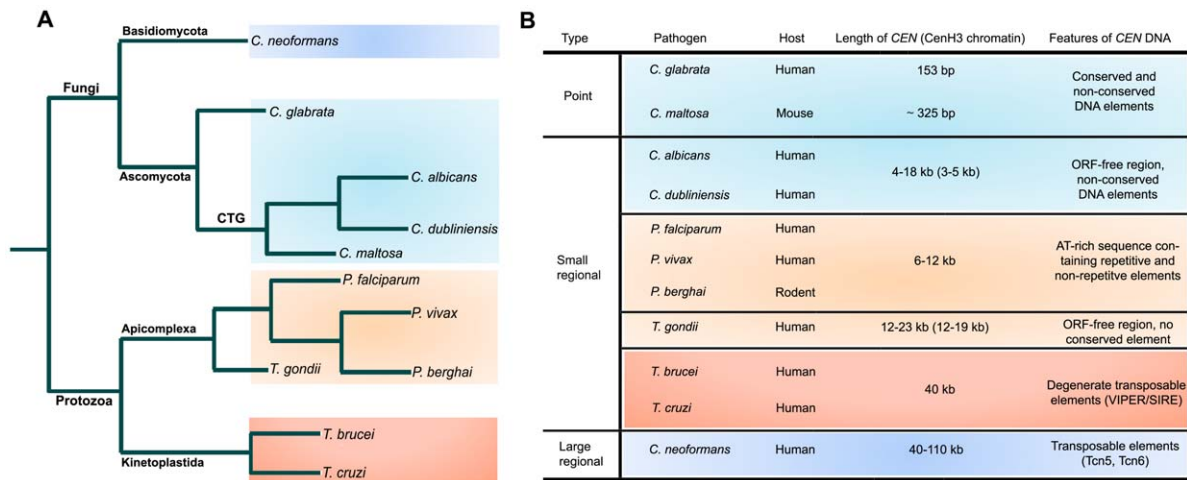 A
Basidiomycota
C. neoformans
Fungi
C. glabrata
Ascomycota
C. albicans
CTG
C. dubliniensis
C. maltosa
P. falciparum
Apicomplexa
P. vivax
T. gondii
P. berghai
Protozoa
T. brucei
Kinetoplastida
T. cruzi
B
Type Pathogen Host Length of CEN (CenH3 chromatin) Features of CEN DNA
Point
C. glabrata Human 153 bp
C. maltosa Mouse ~ 325 bp
Conserved and
non-conserved
DNA elements
Small
regional
C. albicans Human
C. dubliniensis Human
4-18 kb (3-5 kb)
ORF-free region,
non-conserved
DNA elements
P. falciparum Human
P. vivax Human
P. berghai Rodent
6-12 kb
AT-rich sequence con-
taining repetitive and
non-repetitve elements
T. gondii Human 12-23 kb (12-19 kb)
ORF-free region, no
conserved element
T. brucei Human
T. cruzi Human
40 kb
Degenerate transposable
elements (VIPER/SIRE)
Large
regional
C. neoformans Human 40-110 kb
Transposable elements
(Tcn5, Tcn6)